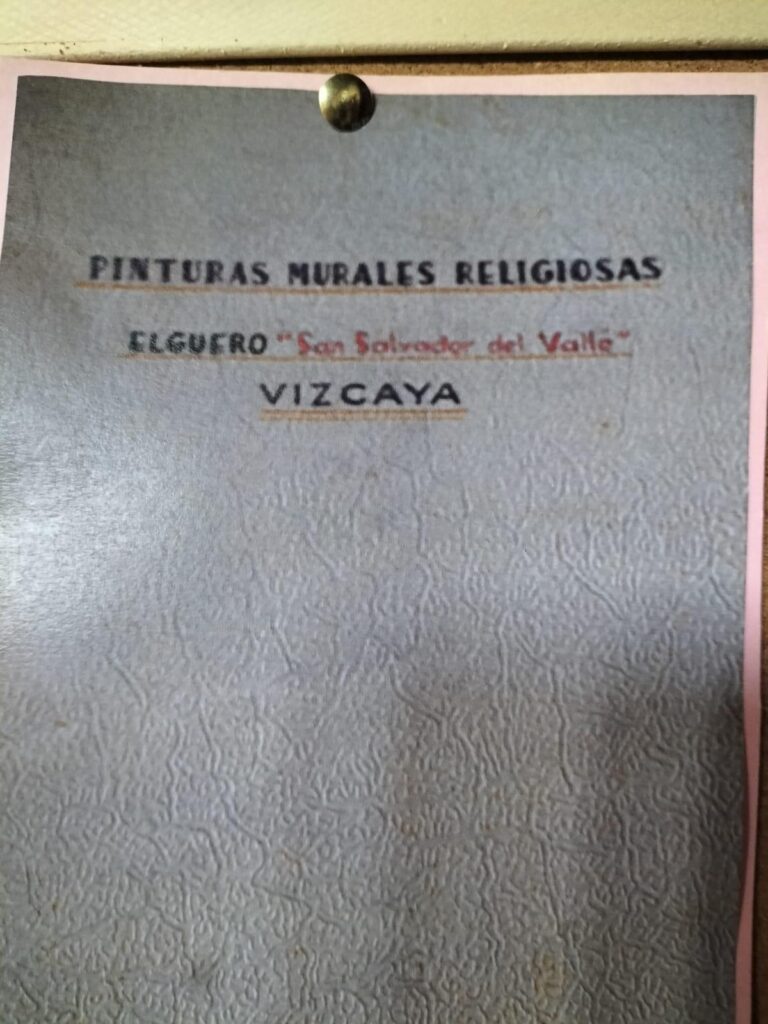 PINTURAS MURALES RELIGIOSAS
ELGUERO "San Salvador del Valle"
VIZCAYA